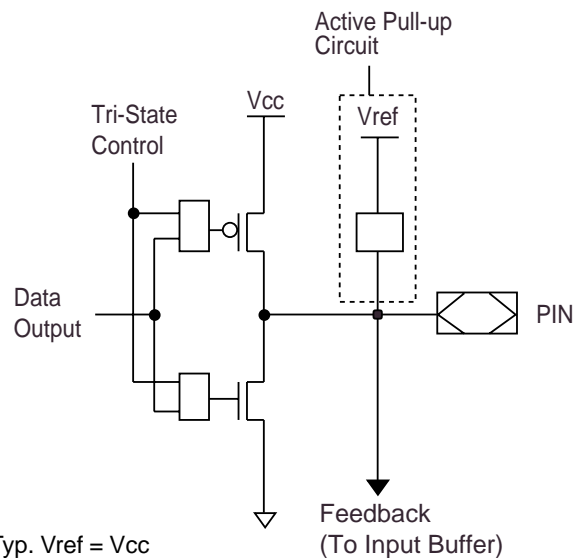 Active Pull-up
Circuit
Vcc
Vref
Tri-State
Control
Data
Output
PIN
Feedback
(To Input Buffer)
Typ. Vref = Vcc